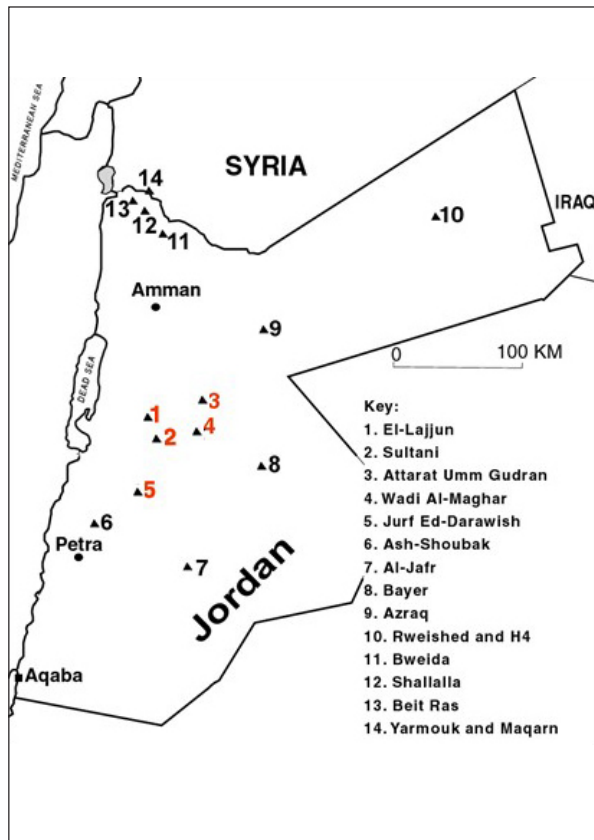 MEDITERRANEAN SEA
SYRIA
14
13
12
11
10
IRAQ
Amman
9
0 100 KM
DEAD SEA
1
2
3
4
5
6
7
8
Petra
Jordan
Aqaba
Key:
1. El-Lajjun
2. Sultani
3. Attarat Umm Gudran
4. Wadi Al-Maghar
5. Jurf Ed-Darawish
6. Ash-Shoubak
7. Al-Jafr
8. Bayer
9. Azraq
10. Rweished and H4
11. Bweida
12. Shallalla
13. Beit Ras
14. Yarmouk and Maqarn